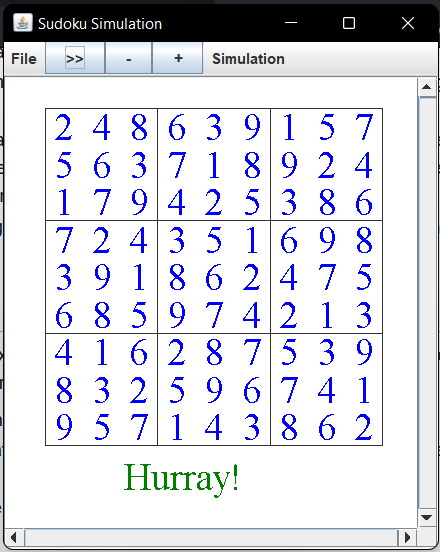 Sudoku Simulation
File >> - + Simulation
2 4 8 6 3 9 1 5 7
5 6 3 7 1 8 9 2 4
1 7 9 4 2 5 3 8 6
7 2 4 3 5 1 6 9 8
3 9 1 8 6 2 4 7 5
6 8 5 9 7 4 2 1 3
4 1 6 2 8 7 5 3 9
8 3 2 5 9 6 7 4 1
9 5 7 1 4 3 8 6 2
Hurray!